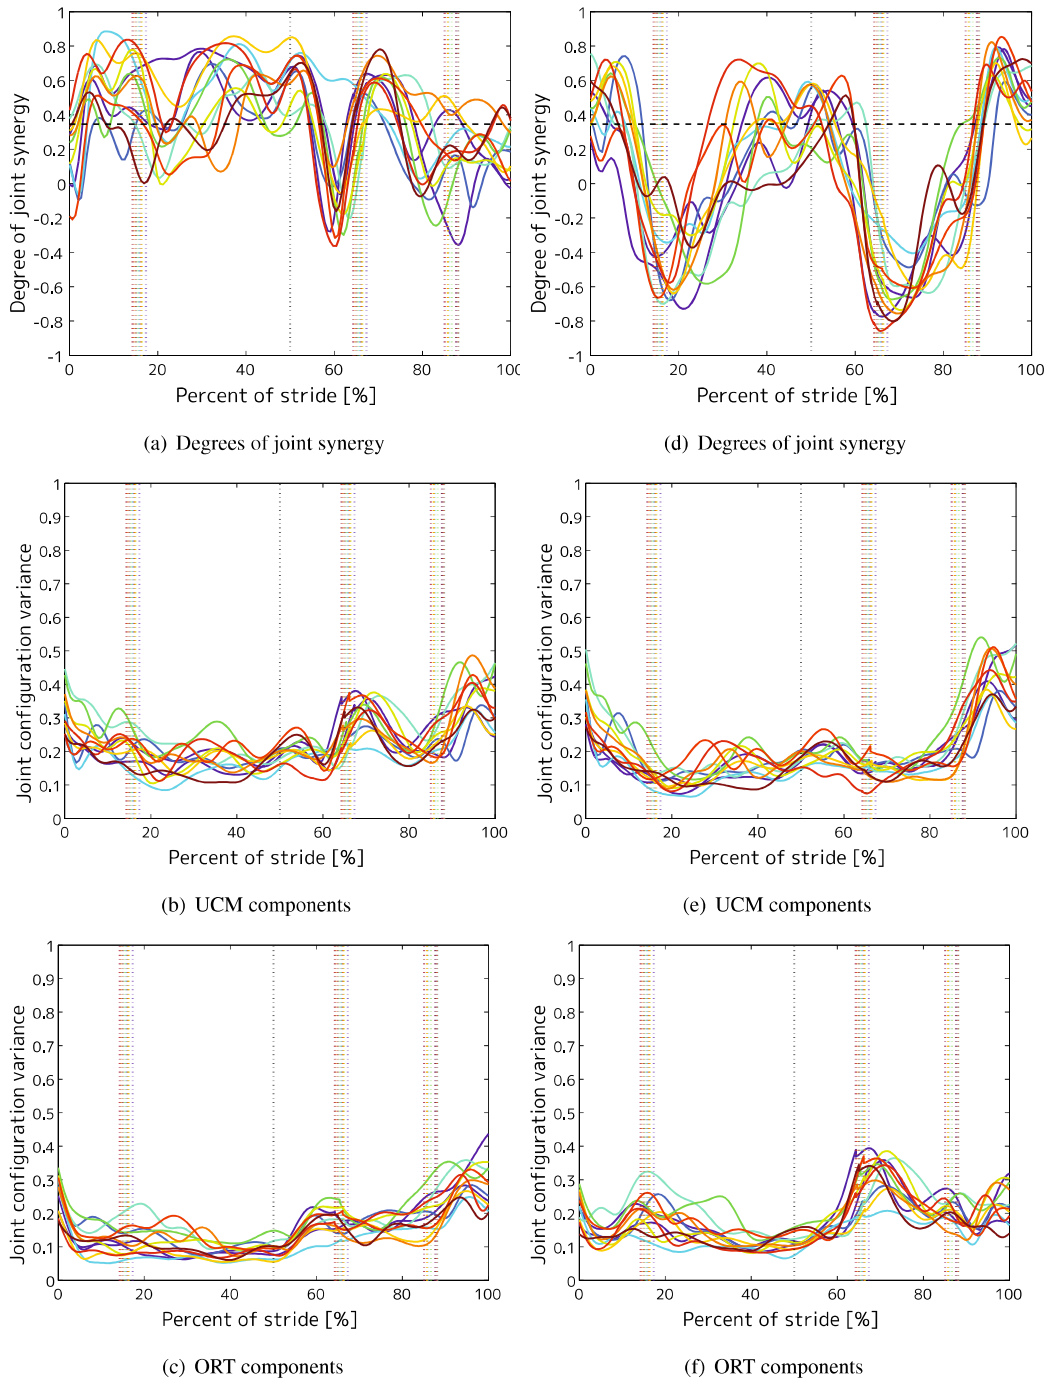 1
0.8
0.6
0.4
0.2
0
-0.2
-0.4
-0.6
-0.8
-1
0 20 40 60 80 100
Degree of joint synergy
Percent of stride [%]
(a) Degrees of joint synergy
1
0.8
0.6
0.4
0.2
0
-0.2
-0.4
-0.6
-0.8
-1
0 20 40 60 80 100
Degree of joint synergy
Percent of stride [%]
(d) Degrees of joint synergy
1
0.9
0.8
0.7
0.6
0.5
0.4
0.3
0.2
0.1
0
0 20 40 60 80 100
Joint configuration variance
Percent of stride [%]
(b) UCM components
1
0.9
0.8
0.7
0.6
0.5
0.4
0.3
0.2
0.1
0
0 20 40 60 80 100
Joint configuration variance
Percent of stride [%]
(e) UCM components
1
0.9
0.8
0.7
0.6
0.5
0.4
0.3
0.2
0.1
0
0 20 40 60 80 100
Joint configuration variance
Percent of stride [%]
(c) ORT components
1
0.9
0.8
0.7
0.6
0.5
0.4
0.3
0.2
0.1
0
0 20 40 60 80 100
Joint configuration variance
Percent of stride [%]
(f) ORT components